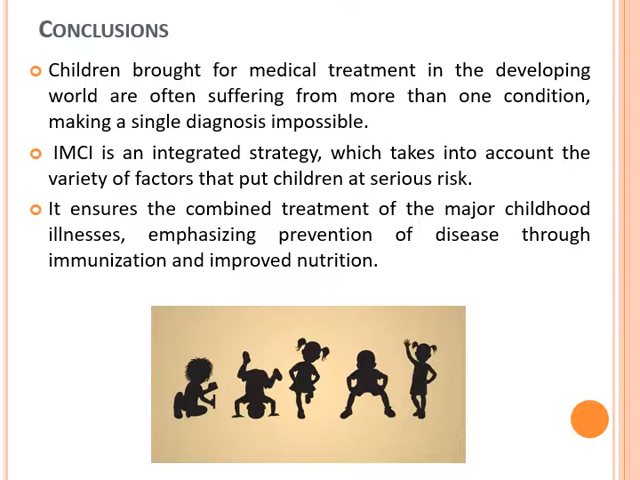 CONCLUSIONS
Children brought for medical treatment in the developing
world are often suffering from more than one condition,
making a single diagnosis impossible.
IMCI is an integrated strategy, which takes into account the
variety of factors that put children at serious risk.
It ensures the combined treatment of the major childhood
illnesses, emphasizing prevention of disease through
immunization and improved nutrition.